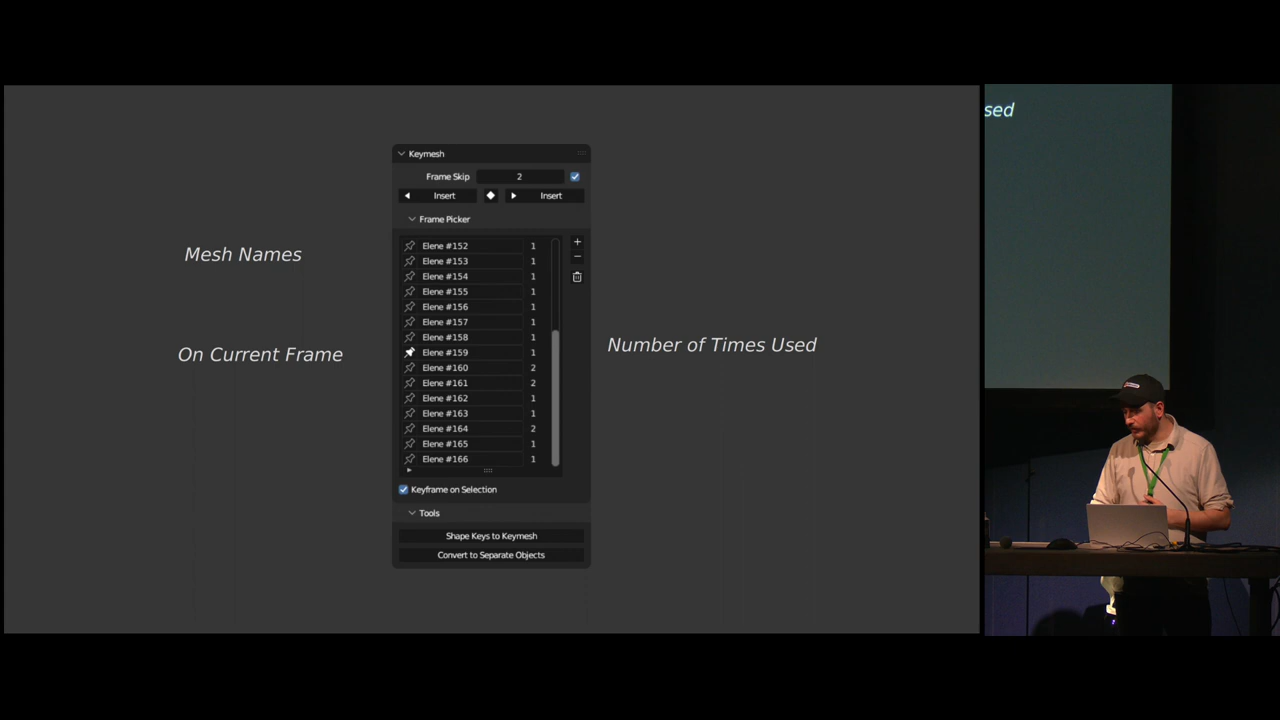 Keymesh
Frame Skip 2
Insert Insert
Frame Picker
Mesh Names
On Current Frame
Elene #152 1
Elene #153 1
Elene #154 1
Elene #155 1
Elene #156 1
Elene #157 1
Elene #158 1
Elene #159 1
Elene #160 2
Elene #161 2
Elene #162 1
Elene #163 1
Elene #164 2
Elene #165 1
Elene #166 1
Number of Times Used
Keyframe on Selection
Tools
Shape Keys to Keymesh
Convert to Separate Objects
sed